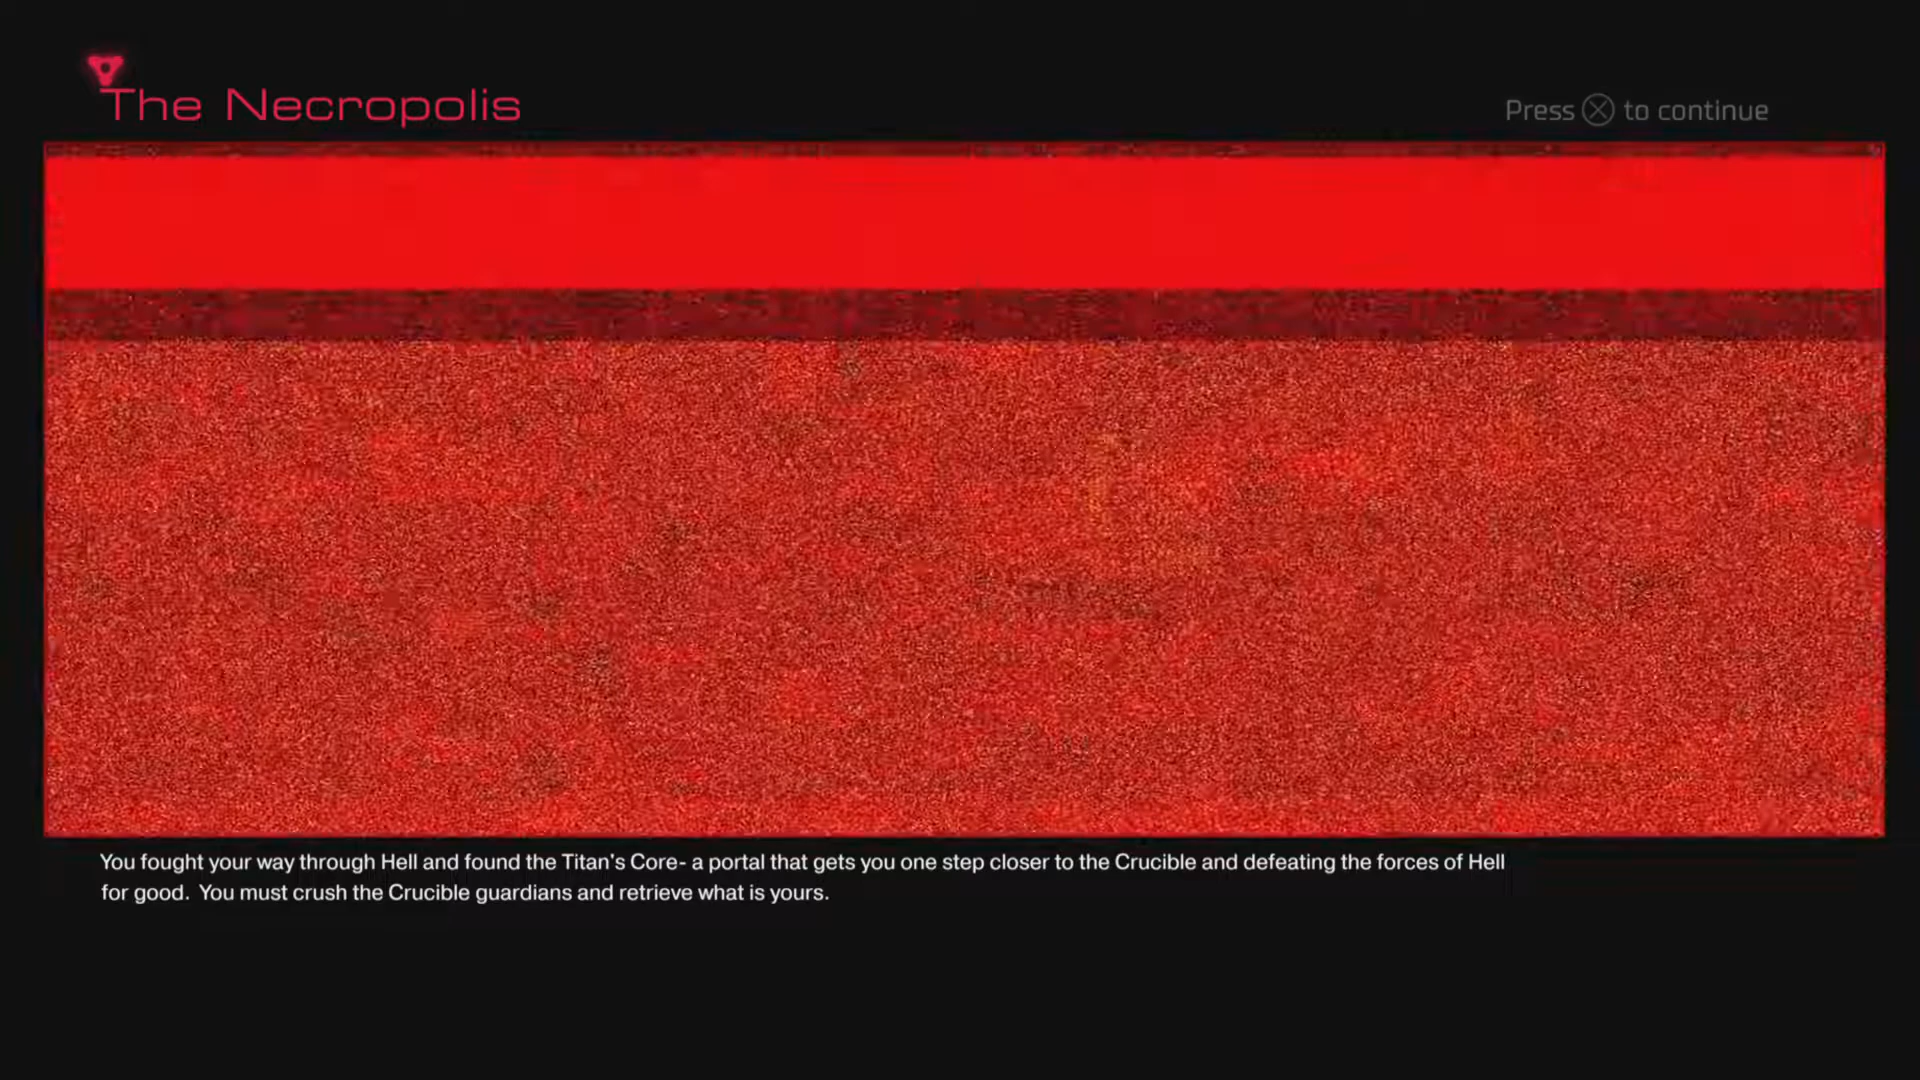 The Necropolis
Press ⓧ to continue
You fought your way through Hell and found the Titan's Core- a portal that gets you one step closer to the Crucible and defeating the forces of Hell
for good.  You must crush the Crucible guardians and retrieve what is yours.